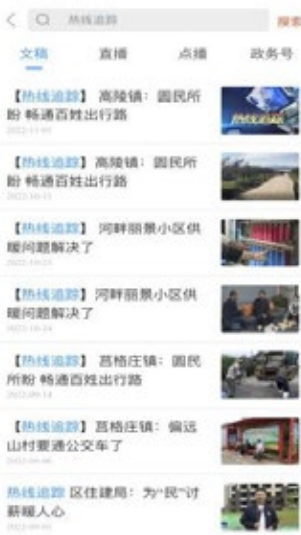 热线追踪
搜索
文稿 直播 点播 政务号
【热线追踪】 高陵镇：圆民所
盼 畅通百姓出行路
【热线追踪】高陵镇：圆民所
盼 畅通百姓出行路
【热线追踪】 河畔丽景小区供
暖问题解决了
【热线追踪】河畔丽景小区供
暖问题解决了
【热线追踪】莒格庄镇：圆民
所盼 畅通百姓出行路
【热线追踪】莒格庄镇：偏远
山村要通公交车了
热线追踪 区住建局：为“民”讨
薪暖人心